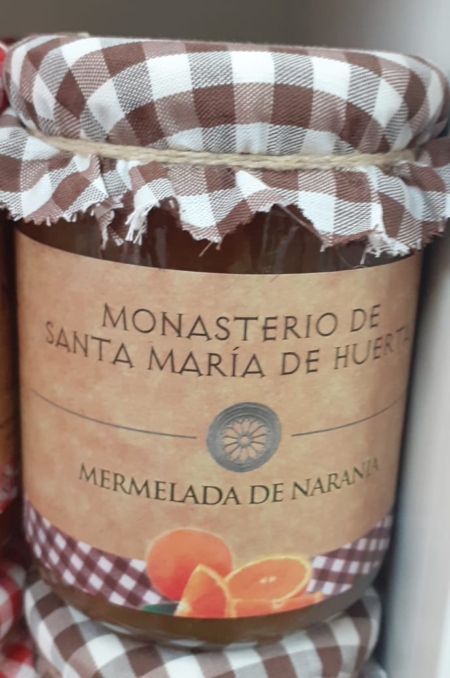 MONASTERIO DE
SANTA MARÍA DE HUERTA
MERMELADA DE NARANJA